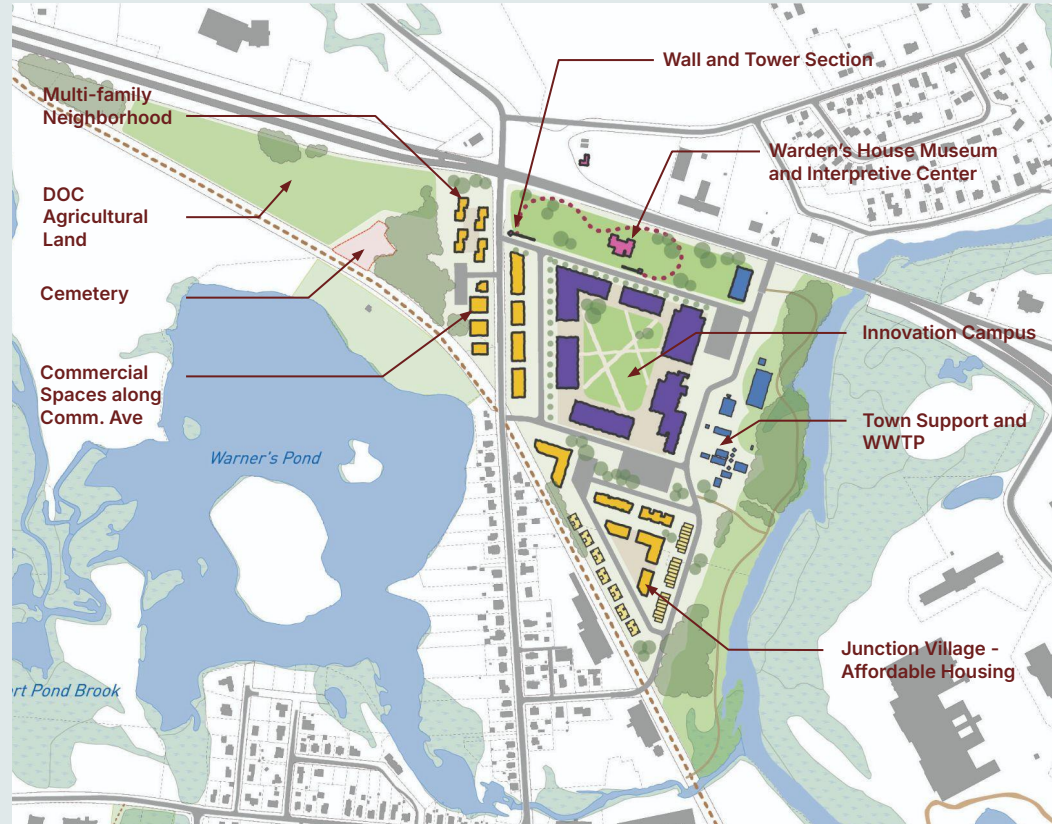 Wall and Tower Section
Multi-family
Neighborhood
Warden's House Museum
and Interpretive Center
DOC
Agricultural
Land
Cemetery
Innovation Campus
Commercial
Spaces along
Comm. Ave
Town Support and
WWTP
Warner's Pond
Junction Village -
Affordable Housing
ort Pond Brook